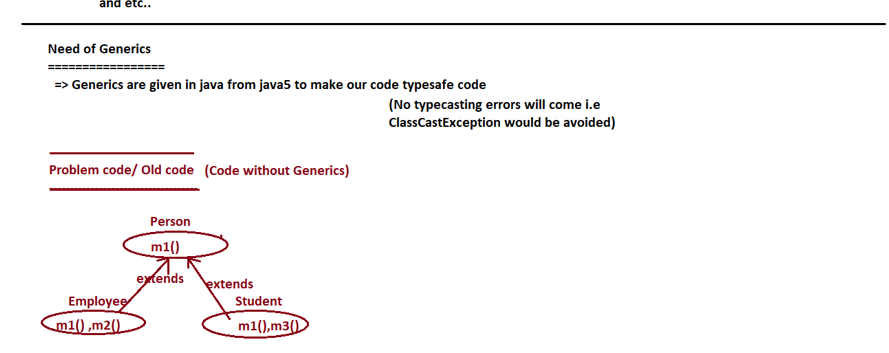 and etc..
Need of Generics
=================
=> Generics are given in java from java5 to make our code typesafe code
(No typecasting errors will come i.e
ClassCastException would be avoided)
Problem code/ Old code (Code without Generics)
Person
m1()
extends
extends
Employee
Student
m1() ,m2()
m1(),m3()